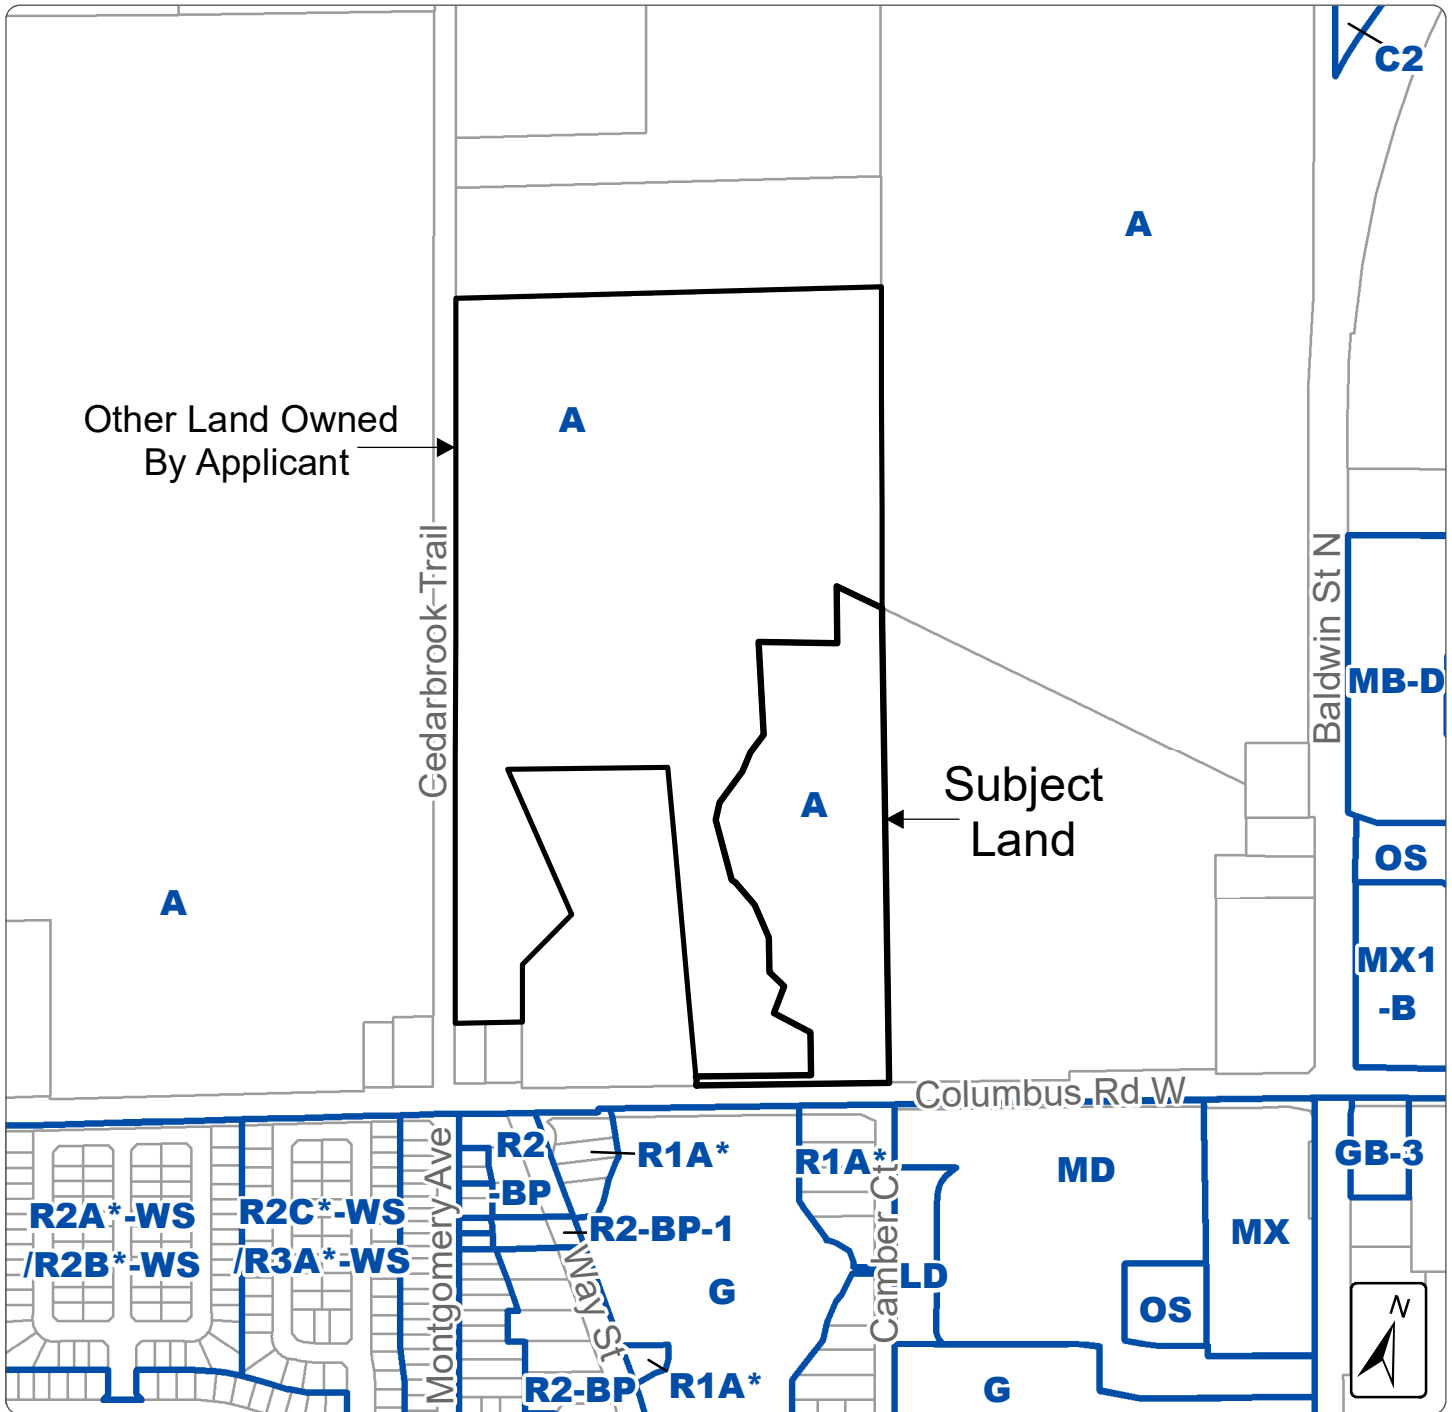 C2
A
Other Land Owned
By Applicant
A
Cedarbrook Trail
Baldwin St N
MB-D
Subject
Land
A
OS
A
MX1
-B
Columbus Rd W
R2
-BP
R1A*
R1A*
MD
GB-3
R2A*-WS
/R2B*-WS
R2C*-WS
/R3A*-WS
Montgomery Ave
R2-BP-1
Way St
G
Camber Ct
LD
MX
OS
N
R2-BP
R1A*
G